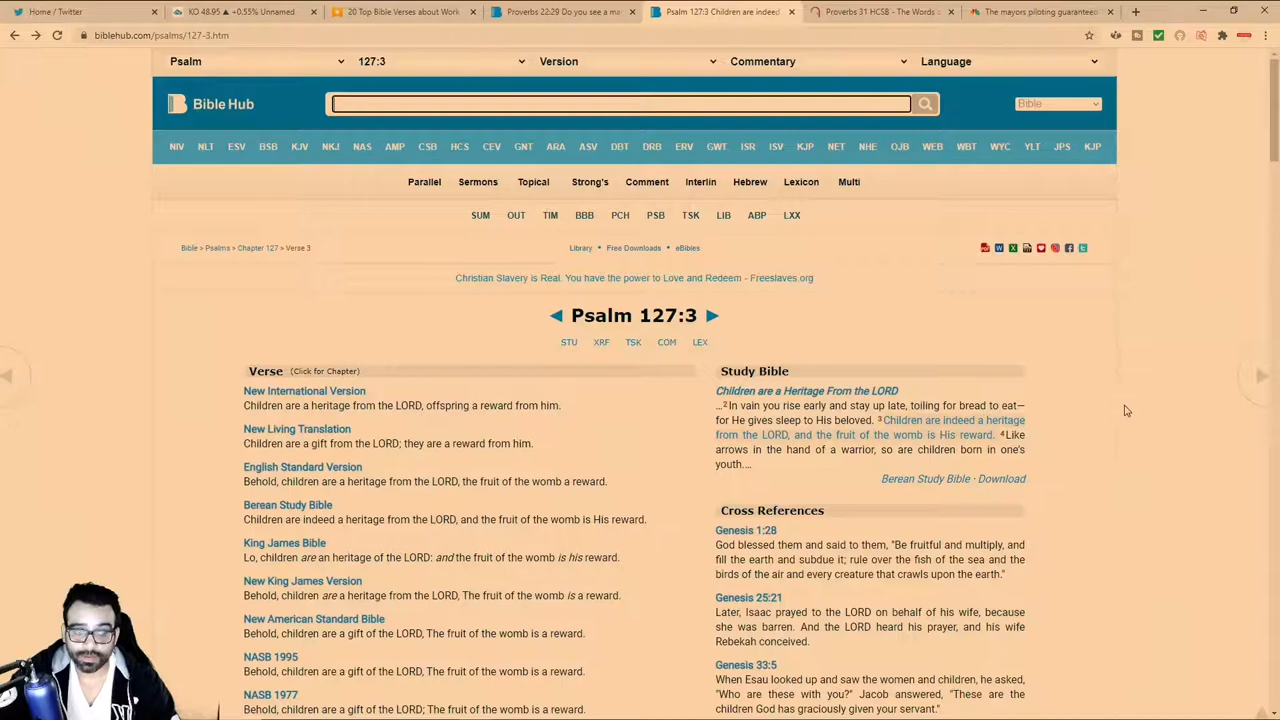 Home / Twitter
KO 48.95 ▲ +0.55% Unnamed
20 Top Bible Verses about Work
Proverbs 22:29 Do you see a ma
Psalm 127:3 Children are indeed
Proverbs 31 HCSB - The Words o
The mayors piloting guarantee
biblehub.com/psalms/127-3.htm
Psalm 127:3 Version Commentary Language
Bible Hub
Bible
NIV NLT ESV BSB KJV NKJ NAS AMP CSB HCS CEV GNT ARA ASV DBT DRB ERV GWT ISR ISV KJP NET NHE OJB WEB WBT WYC YLT JPS KJP
Parallel Sermons Topical Strong's Comment Interlin Hebrew Lexicon Multi
SUM OUT TIM BBB PCH PSB TSK LIB ABP LXX
Bible > Psalms > Chapter 127 > Verse 3
Library • Free Downloads • eBibles
Christian Slavery is Real. You have the power to Love and Redeem - Freeslaves.org
◄ Psalm 127:3 ►
STU XRF TSK COM LEX
Verse (Click for Chapter)
New International Version
Children are a heritage from the LORD, offspring a reward from him.
New Living Translation
Children are a gift from the LORD; they are a reward from him.
English Standard Version
Behold, children are a heritage from the LORD, the fruit of the womb a reward.
Berean Study Bible
Children are indeed a heritage from the LORD, and the fruit of the womb is His reward.
King James Bible
Lo, children are an heritage of the LORD: and the fruit of the womb is his reward.
New King James Version
Behold, children are a heritage from the LORD, The fruit of the womb is a reward.
New American Standard Bible
Behold, children are a gift of the LORD, The fruit of the womb is a reward.
NASB 1995
Behold, children are a gift of the LORD, The fruit of the womb is a reward.
NASB 1977
Behold, children are a gift of the LORD; The fruit of the womb is a reward.
Study Bible
Children are a Heritage From the LORD
…2In vain you rise early and stay up late, toiling for bread to eat—
for He gives sleep to His beloved. 3Children are indeed a heritage
from the LORD, and the fruit of the womb is His reward. 4Like
arrows in the hand of a warrior, so are children born in one's
youth.…
Berean Study Bible · Download
Cross References
Genesis 1:28
God blessed them and said to them, "Be fruitful and multiply, and
fill the earth and subdue it; rule over the fish of the sea and the
birds of the air and every creature that crawls upon the earth."
Genesis 25:21
Later, Isaac prayed to the LORD on behalf of his wife, because
she was barren. And the LORD heard his prayer, and his wife
Rebekah conceived.
Genesis 33:5
When Esau looked up and saw the women and children, he asked,
"Who are these with you?" Jacob answered, "These are the
children God has graciously given your servant."